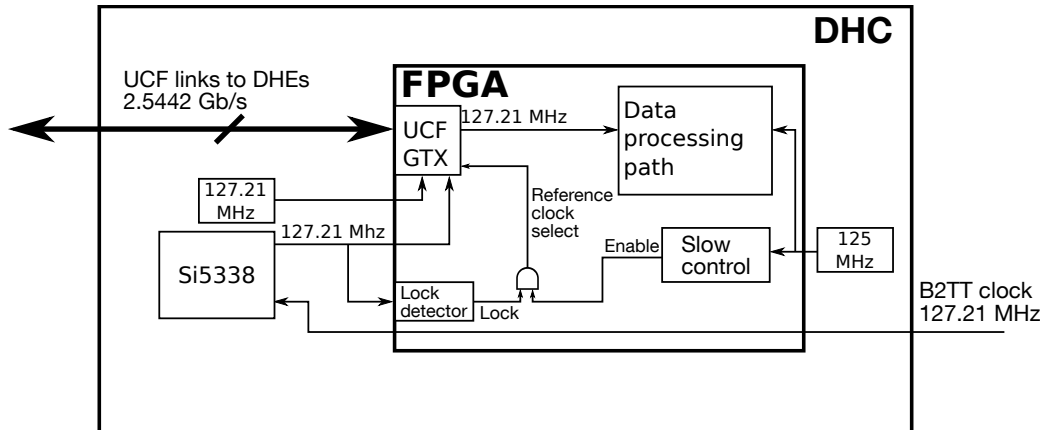 DHC
UCF links to DHEs
2.5442 Gb/s
FPGA
UCF
GTX
127.21 MHz
Data
processing
path
127.21
MHz
Reference
clock
select
127.21 Mhz
Si5338
Enable
Slow
control
125
MHz
Lock
detector
Lock
B2TT clock
127.21 MHz